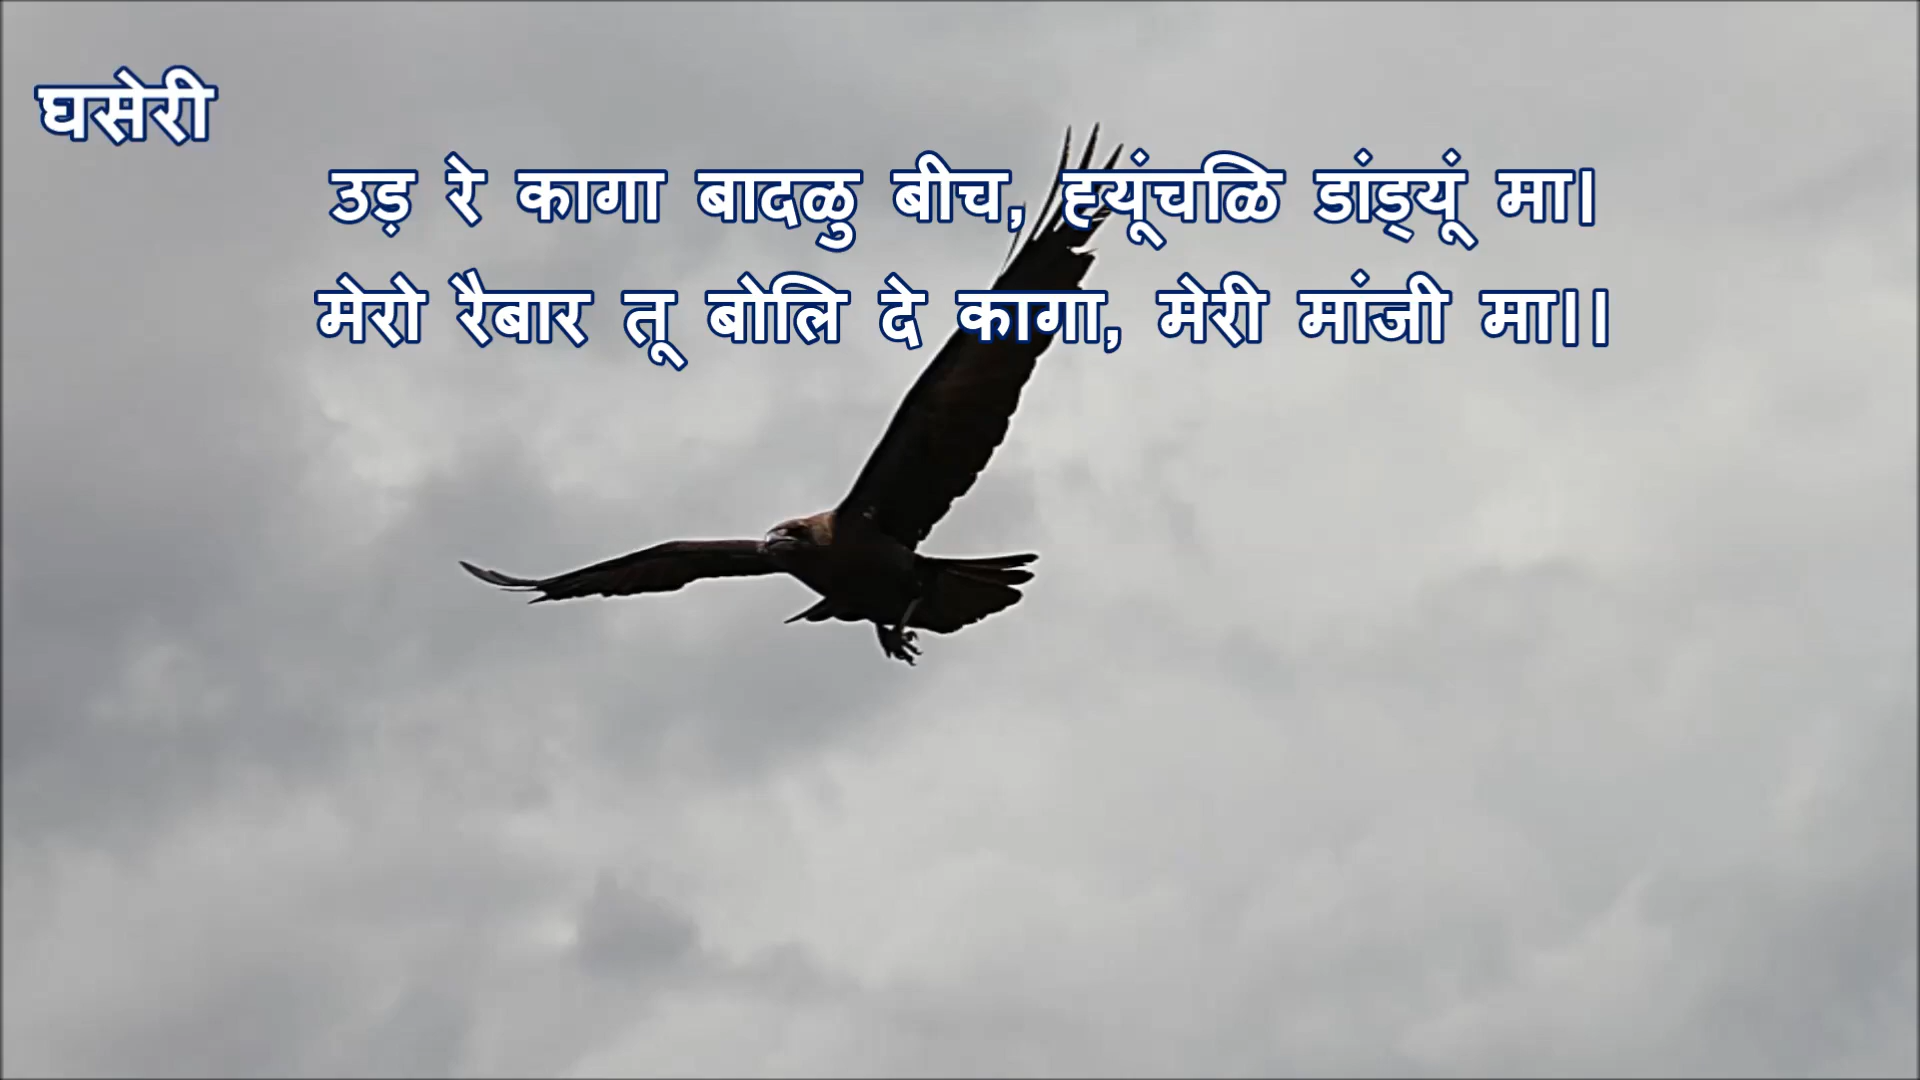 घसेरी
उड़ रे कागा बादळु बीच, ह्यूंचळि डांड्यूं मा।
मेरो रैबार तू बोलि दे कागा, मेरी मांजी मा।।